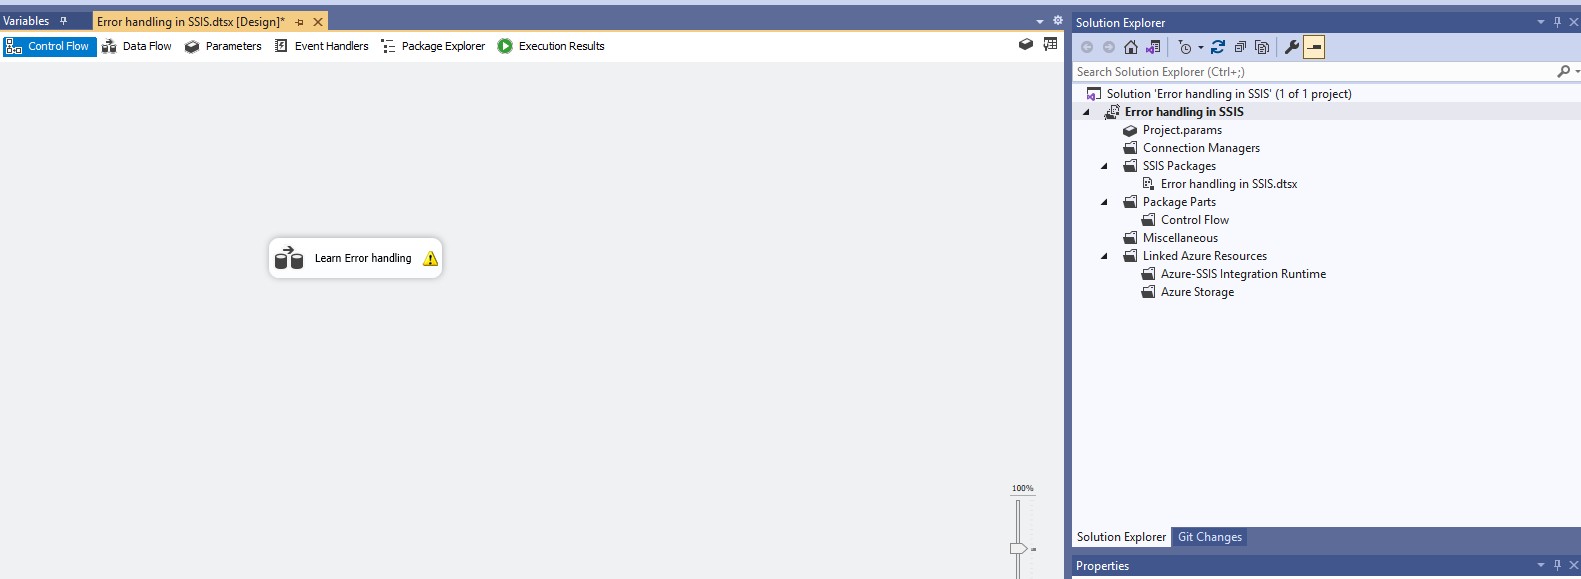 Variables
Error handling in SSIS.dtsx [Design]*
Control Flow Data Flow Parameters Event Handlers Package Explorer Execution Results
Learn Error handling
100%
Solution Explorer
Search Solution Explorer (Ctrl+;)
Solution 'Error handling in SSIS' (1 of 1 project)
Error handling in SSIS
Project.params
Connection Managers
SSIS Packages
Error handling in SSIS.dtsx
Package Parts
Control Flow
Miscellaneous
Linked Azure Resources
Azure-SSIS Integration Runtime
Azure Storage
Solution Explorer Git Changes
Properties